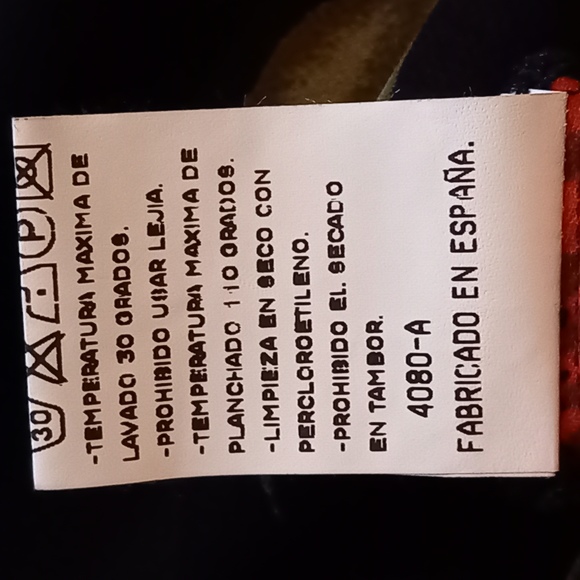 30 P
-TEMPERATURA MAXIMA DE
LAVADO 30 GRADOS.
-PROHIBIDO USAR LEJIA.
-TEMPERATURA MAXIMA DE
PLANCHADO 110 GRADOS.
-LIMPIEZA EN SECO CON
PERCLOROETILENO.
-PROHIBIDO EL SECADO
EN TAMBOR.
4080-A
FABRICADO EN ESPAÑA.